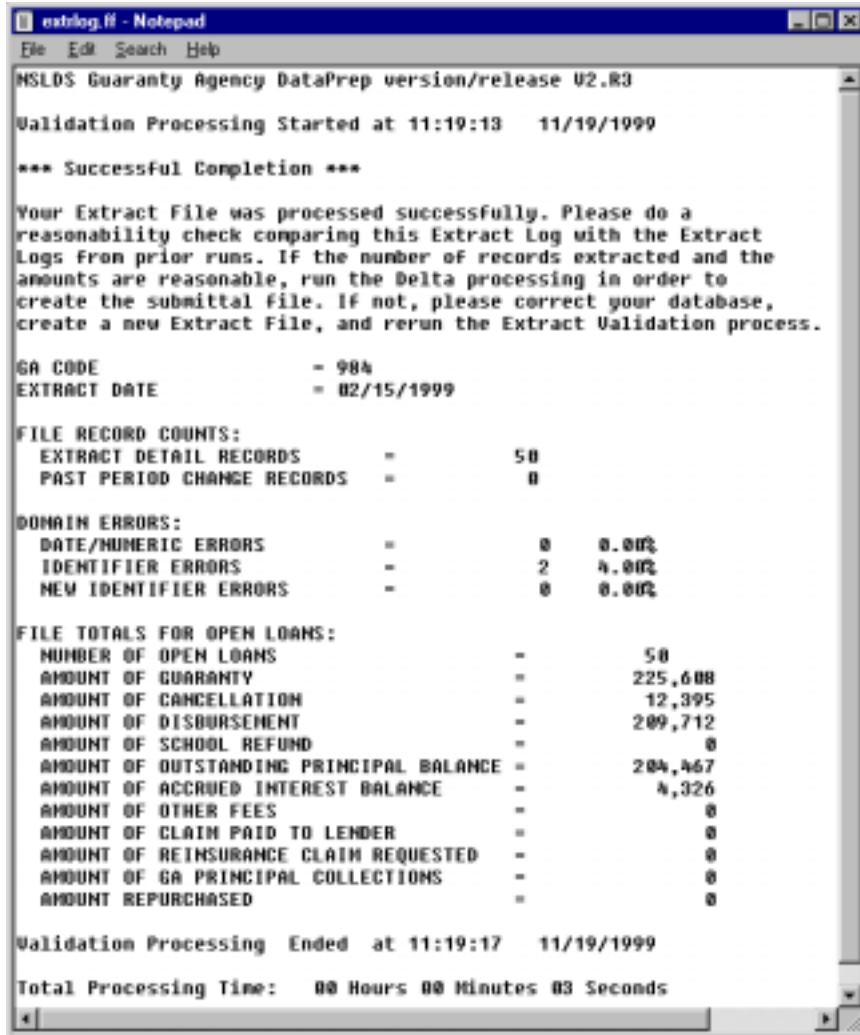 extrlog.ff - Notepad
File Edit Search Help
NSLDS Guaranty Agency DataPrep version/release V2.R3
Validation Processing Started at 11:19:13 11/19/1999
*** Successful Completion ***
Your Extract File was processed successfully. Please do a
reasonability check comparing this Extract Log with the Extract
Logs from prior runs. If the number of records extracted and the
amounts are reasonable, run the Delta processing in order to
create the submittal file. If not, please correct your database,
create a new Extract File, and rerun the Extract Validation process.
GA CODE = 984
EXTRACT DATE = 02/15/1999
FILE RECORD COUNTS:
EXTRACT DETAIL RECORDS = 50
PAST PERIOD CHANGE RECORDS = 0
DOMAIN ERRORS:
DATE/NUMERIC ERRORS = 0 0.00%
IDENTIFIER ERRORS = 2 4.00%
NEW IDENTIFIER ERRORS = 0 0.00%
FILE TOTALS FOR OPEN LOANS:
NUMBER OF OPEN LOANS = 50
AMOUNT OF GUARANTY = 225,608
AMOUNT OF CANCELLATION = 12,395
AMOUNT OF DISBURSEMENT = 209,712
AMOUNT OF SCHOOL REFUND = 0
AMOUNT OF OUTSTANDING PRINCIPAL BALANCE = 204,467
AMOUNT OF ACCRUED INTEREST BALANCE = 4,326
AMOUNT OF OTHER FEES = 0
AMOUNT OF CLAIM PAID TO LENDER = 0
AMOUNT OF REINSURANCE CLAIM REQUESTED = 0
AMOUNT OF GA PRINCIPAL COLLECTIONS = 0
AMOUNT REPURCHASED = 0
Validation Processing Ended at 11:19:17 11/19/1999
Total Processing Time: 00 Hours 00 Minutes 03 Seconds